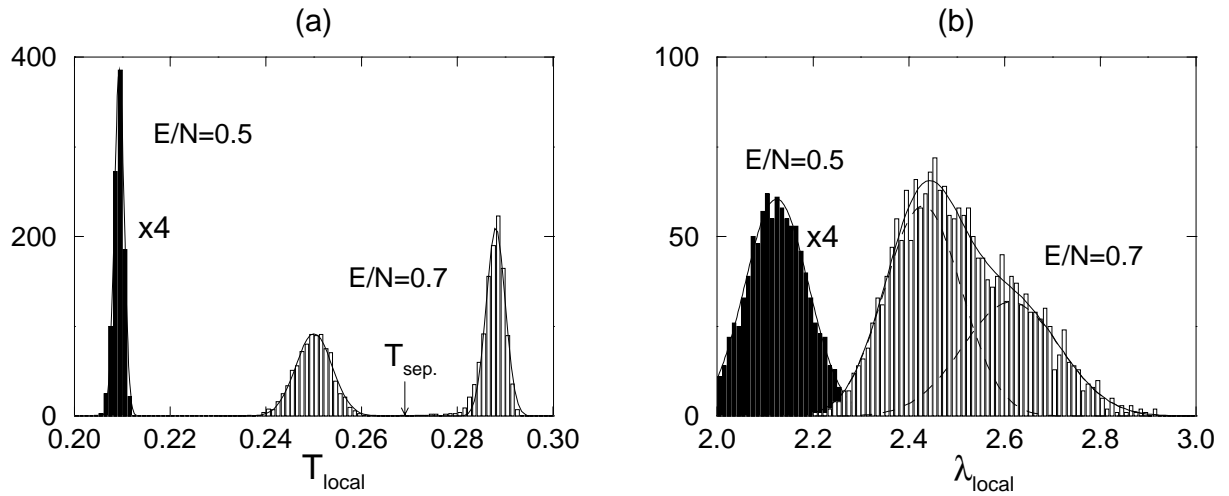 (a)
400
200
0
E/N=0.5
x4
E/N=0.7
T_sep.
0.20 0.22 0.24 0.26 0.28 0.30
T_local
(b)
100
50
0
E/N=0.5
x4
E/N=0.7
2.0 2.2 2.4 2.6 2.8 3.0
λ_local